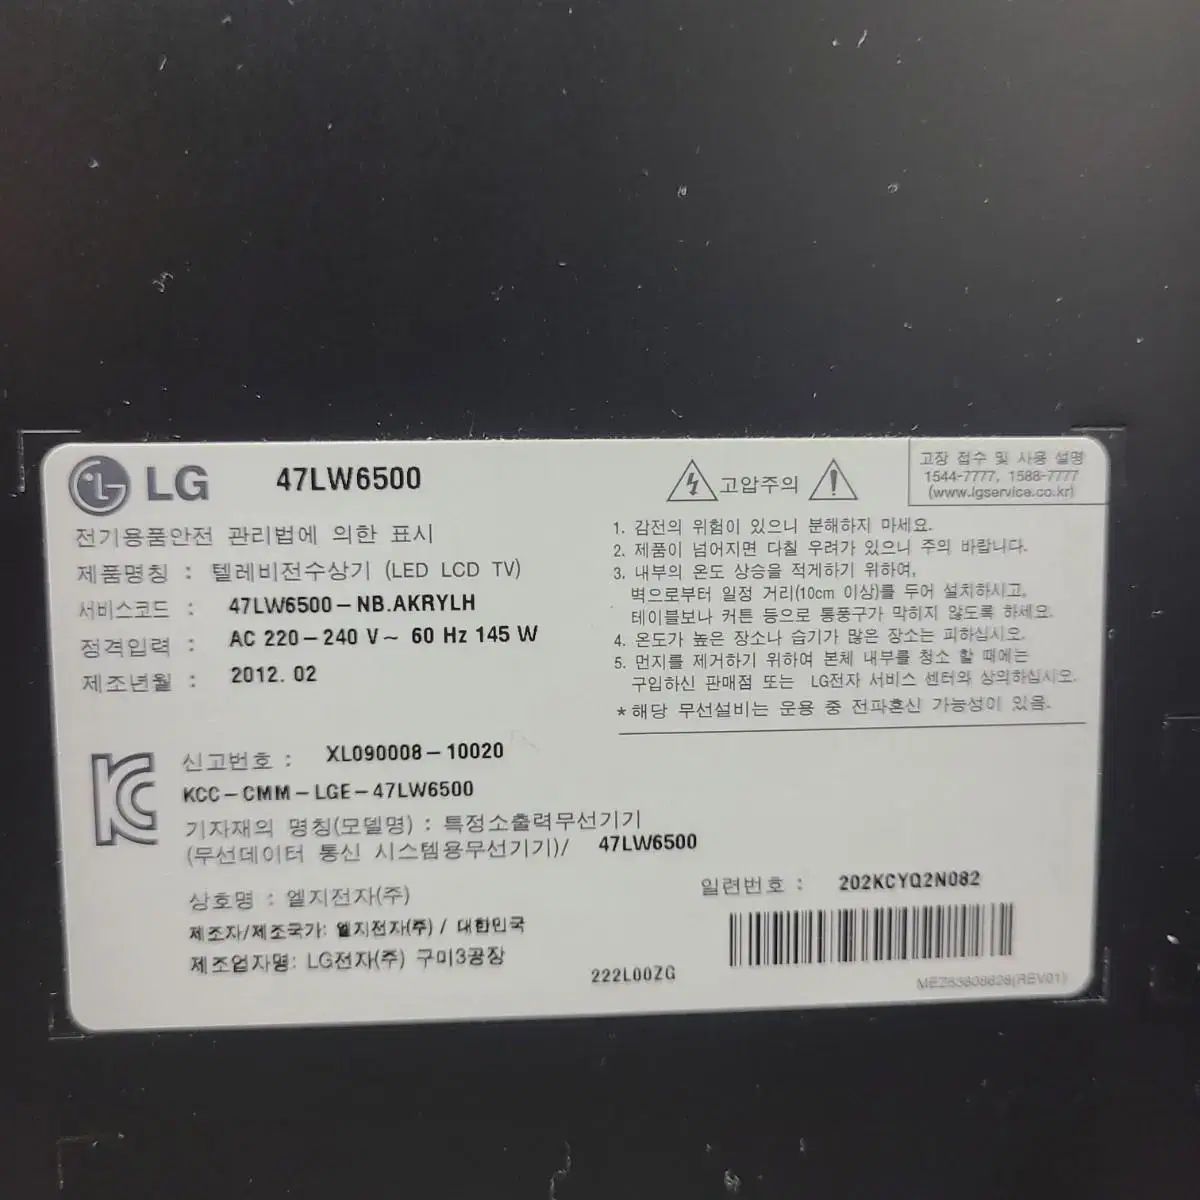 LG 47LW6500
전기용품안전 관리법에 의한 표시
제품명칭 : 텔레비전수상기 (LED LCD TV)
서비스코드 : 47LW6500-NB.AKRYLH
정격입력 : AC 220-240 V~ 60 Hz 145 W
제조년월 : 2012. 02
신고번호 : XL090008-10020
KCC-CMM-LGE-47LW6500
기자재의 명칭(모델명) : 특정소출력무선기기
(무선데이터 통신 시스템용무선기기)/ 47LW6500
상호명 : 엘지전자(주)
제조자/제조국가: 엘지전자(주) / 대한민국
제조업자명: LG전자(주) 구미3공장
222L00ZG
고압주의
고장 접수 및 사용 설명
1544-7777, 1588-7777
(www.lgservice.co.kr)
1. 감전의 위험이 있으니 분해하지 마세요.
2. 제품이 넘어지면 다칠 우려가 있으니 주의 바랍니다.
3. 내부의 온도 상승을 적게하기 위하여,
벽으로부터 일정 거리(10cm 이상)를 두어 설치하시고,
테이블보나 커튼 등으로 통풍구가 막히지 않도록 하세요.
4. 온도가 높은 장소나 습기가 많은 장소는 피하십시오.
5. 먼지를 제거하기 위하여 본체 내부를 청소 할 때에는
구입하신 판매점 또는 LG전자 서비스 센터와 상의하십시오.
*해당 무선설비는 운용 중 전파혼신 가능성이 있음.
일련번호 : 202KCYQ2N082
MEZ63608628(REV01)